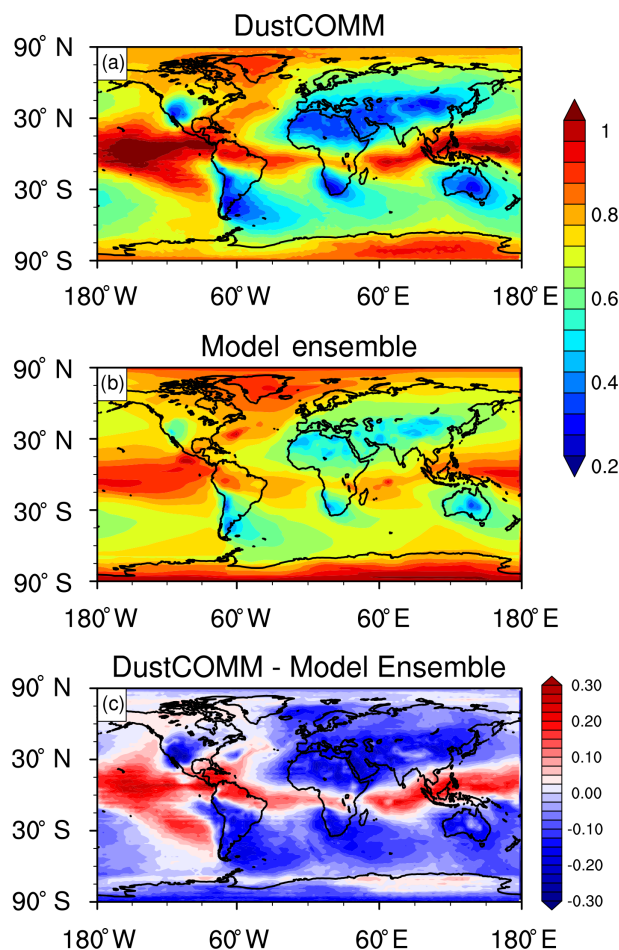 DustCOMM
90° N
(a)
30° N
30° S
90° S
180° W
60° W
60° E
180° E
1
0.8
0.6
0.4
0.2
Model ensemble
90° N
(b)
30° N
30° S
90° S
180° W
60° W
60° E
180° E
DustCOMM - Model Ensemble
90° N
(c)
30° N
30° S
90° S
180° W
60° W
60° E
180° E
0.30
0.20
0.10
0.00
-0.10
-0.20
-0.30